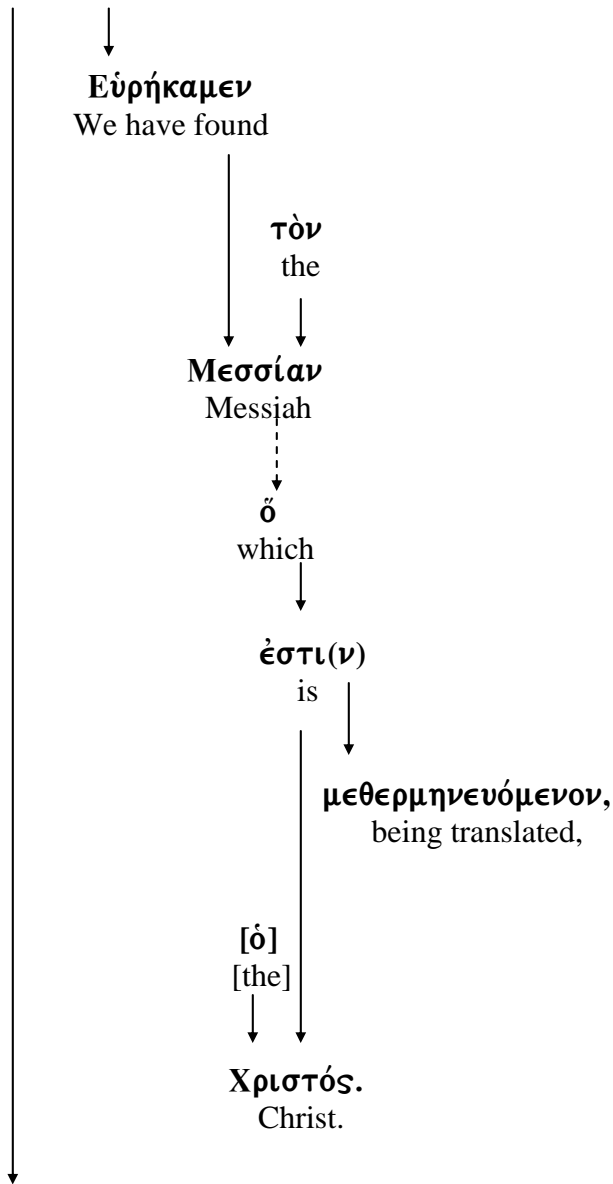 Εὑρήκαμεν
We have found
τὸν
the
Μεσσίαν
Messiah
ὅ
which
ἐστι(ν)
is
μεθερμηνευόμενον,
being translated,
[ὁ]
[the]
Χριστός.
Christ.